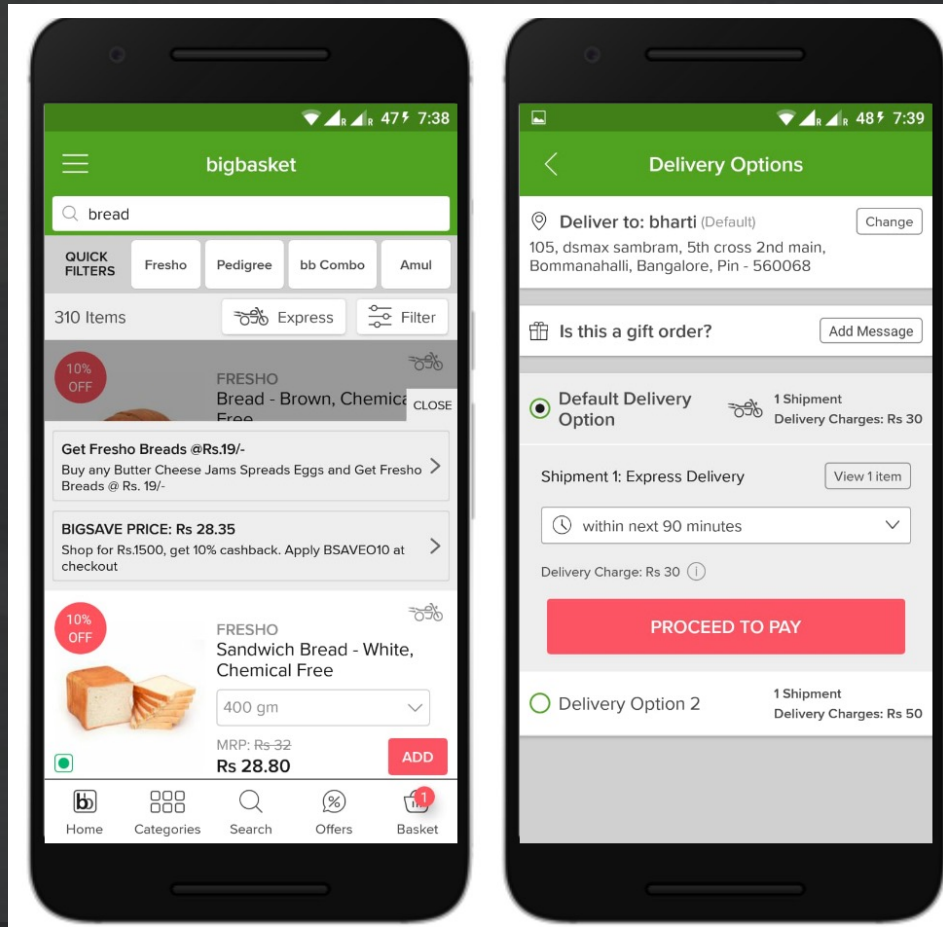 47 7:38
bigbasket
bread
QUICK
FILTERS
Fresho
Pedigree
bb Combo
Amul
310 Items
Express
Filter
10%
OFF
FRESHO
Bread - Brown, Chemica
Free
CLOSE
Get Fresho Breads @Rs.19/-
Buy any Butter Cheese Jams Spreads Eggs and Get Fresho
Breads @ Rs. 19/-
BIGSAVE PRICE: Rs 28.35
Shop for Rs.1500, get 10% cashback. Apply BSAVEO10 at
checkout
10%
OFF
FRESHO
Sandwich Bread - White,
Chemical Free
400 gm
MRP: Rs 32
Rs 28.80
ADD
bb
1
Home
Categories
Search
Offers
Basket
R R 48 7:39
Delivery Options
Deliver to: bharti (Default)
Change
105, dsmax sambram, 5th cross 2nd main,
Bommanahalli, Bangalore, Pin - 560068
Is this a gift order?
Add Message
Default Delivery
Option
1 Shipment
Delivery Charges: Rs 30
Shipment 1: Express Delivery
View 1 item
within next 90 minutes
Delivery Charge: Rs 30
PROCEED TO PAY
Delivery Option 2
1 Shipment
Delivery Charges: Rs 50